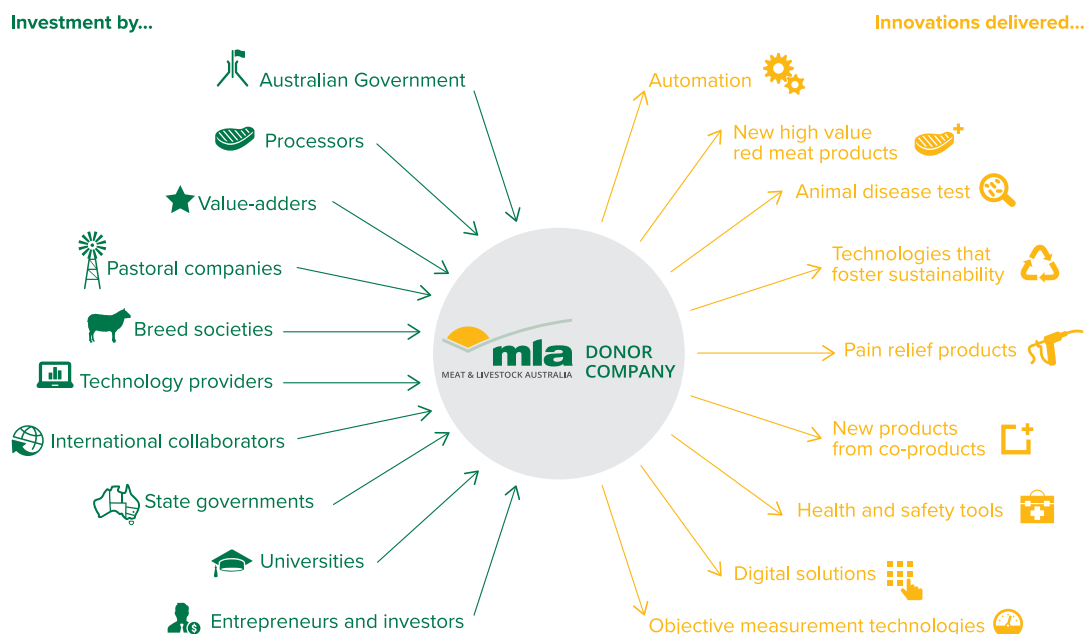 Investment by...
Australian Government
Processors
Value-adders
Pastoral companies
Breed societies
Technology providers
International collaborators
State governments
Universities
Entrepreneurs and investors
mla
MEAT & LIVESTOCK AUSTRALIA
DONOR
COMPANY
Innovations delivered...
Automation
New high value
red meat products
Animal disease test
Technologies that
foster sustainability
Pain relief products
New products
from co-products
Health and safety tools
Digital solutions
Objective measurement technologies